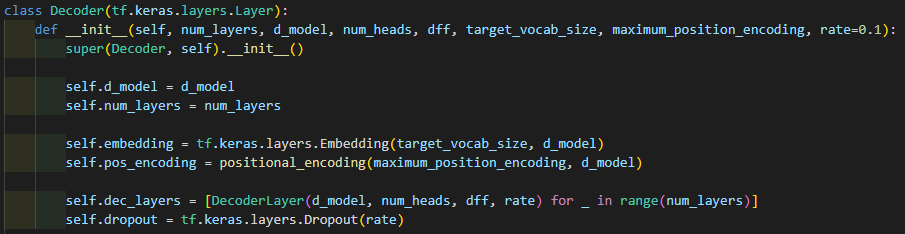 class Decoder(tf.keras.layers.Layer):
    def __init__(self, num_layers, d_model, num_heads, dff, target_vocab_size, maximum_position_encoding, rate=0.1):
        super(Decoder, self).__init__()

        self.d_model = d_model
        self.num_layers = num_layers

        self.embedding = tf.keras.layers.Embedding(target_vocab_size, d_model)
        self.pos_encoding = positional_encoding(maximum_position_encoding, d_model)

        self.dec_layers = [DecoderLayer(d_model, num_heads, dff, rate) for _ in range(num_layers)]
        self.dropout = tf.keras.layers.Dropout(rate)